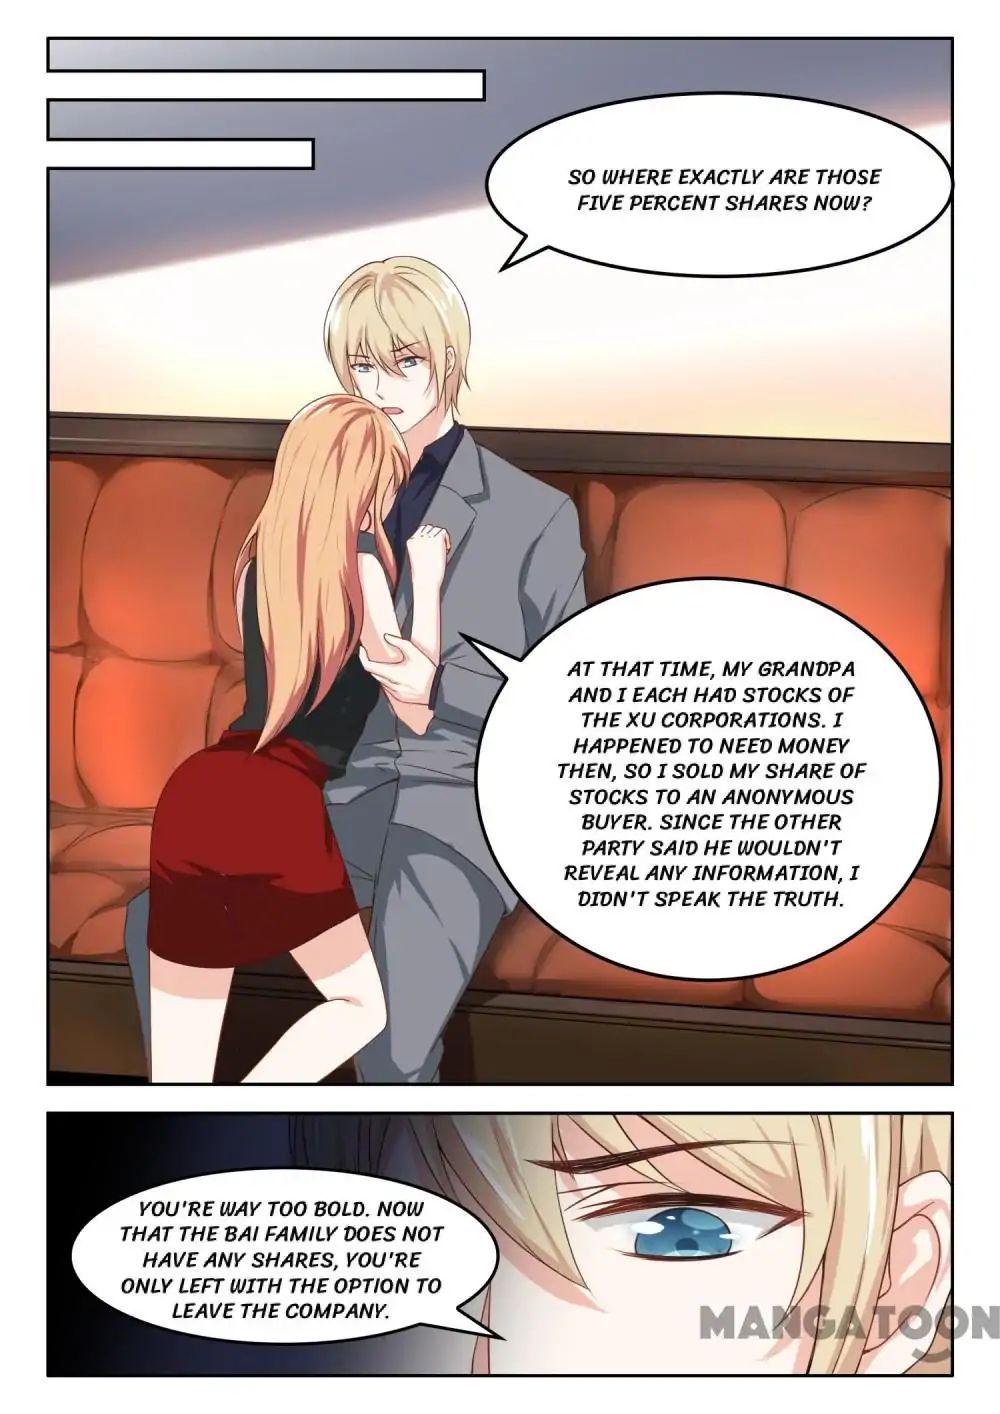 SO WHERE EXACTLY ARE THOSE
FIVE PERCENT SHARES NOW?
AT THAT TIME, MY GRANDPA
AND I EACH HAD STOCKS OF
THE XU CORPORATIONS. I
HAPPENED TO NEED MONEY
THEN, SO I SOLD MY SHARE OF
STOCKS TO AN ANONYMOUS
BUYER. SINCE THE OTHER
PARTY SAID HE WOULDN'T
REVEAL ANY INFORMATION, I
DIDN'T SPEAK THE TRUTH.
YOU'RE WAY TOO BOLD. NOW
THAT THE BAI FAMILY DOES NOT
HAVE ANY SHARES, YOU'RE
ONLY LEFT WITH THE OPTION TO
LEAVE THE COMPANY.
MANGATOON